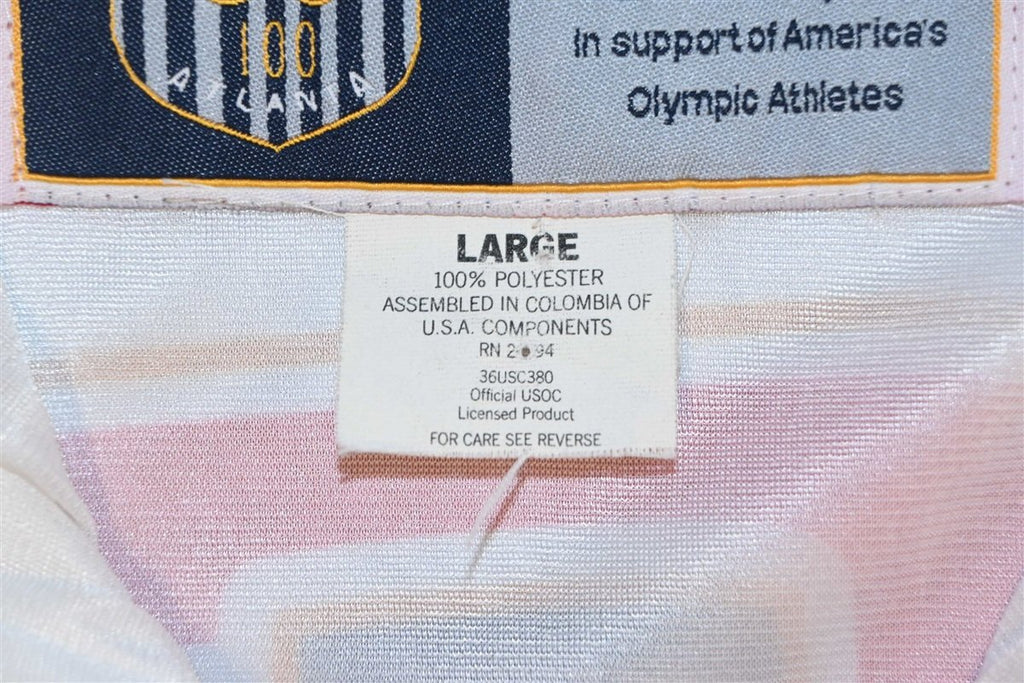 100
ATLANTA
In support of America's
Olympic Athletes
LARGE
100% POLYESTER
ASSEMBLED IN COLOMBIA OF
U.S.A. COMPONENTS
RN
36USC380
Official USOC
Licensed Product
FOR CARE SEE REVERSE